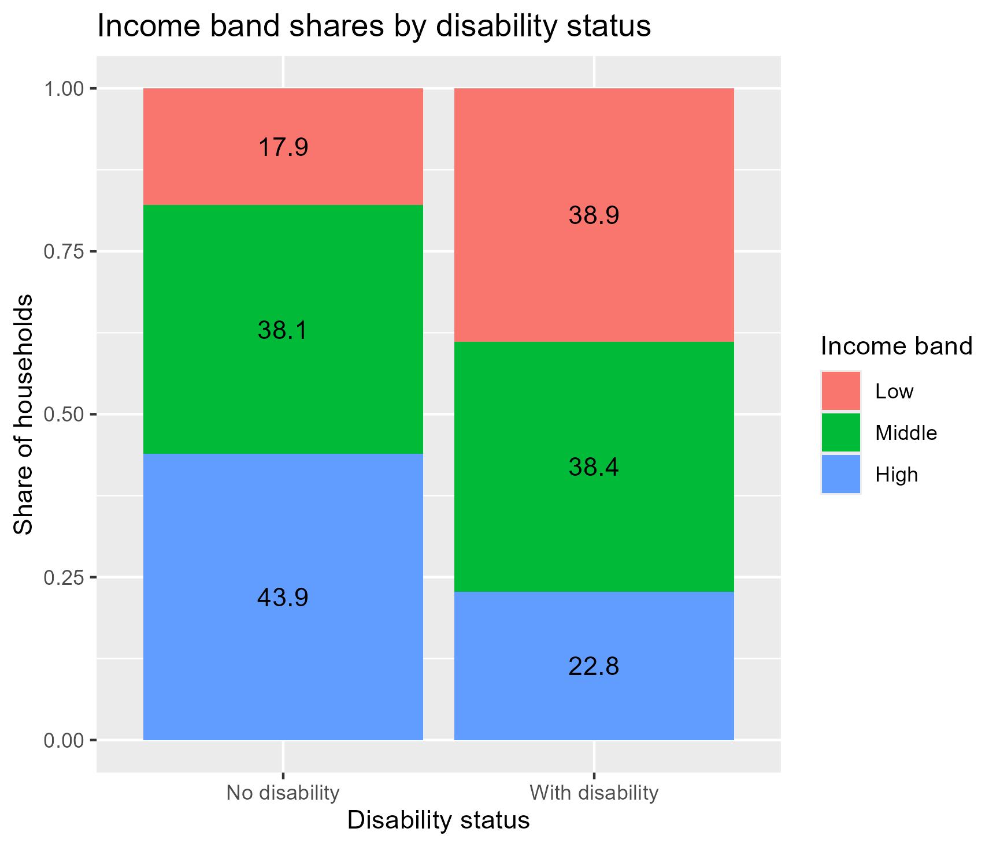 Income band shares by disability status
Share of households
1.00
0.75
0.50
0.25
0.00
17.9
38.1
43.9
38.9
38.4
22.8
No disability
With disability
Disability status
Income band
Low
Middle
High